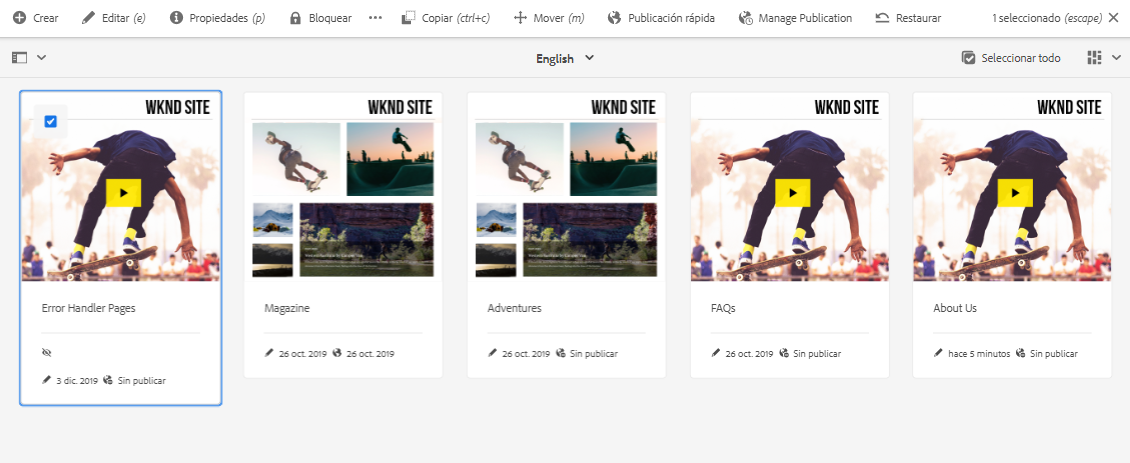 Crear Editar (e) Propiedades (p) Bloquear Copiar (ctrl+c) Mover (m) Publicación rápida Manage Publication Restaurar 1 seleccionado (escape)
English Seleccionar todo
WKND SITE WKND SITE WKND SITE WKND SITE WKND SITE
Error Handler Pages Magazine Adventures FAQs About Us
26 oct. 2019 26 oct. 2019 26 oct. 2019 Sin publicar 26 oct. 2019 Sin publicar hace 5 minutos Sin publicar
3 dic. 2019 Sin publicar